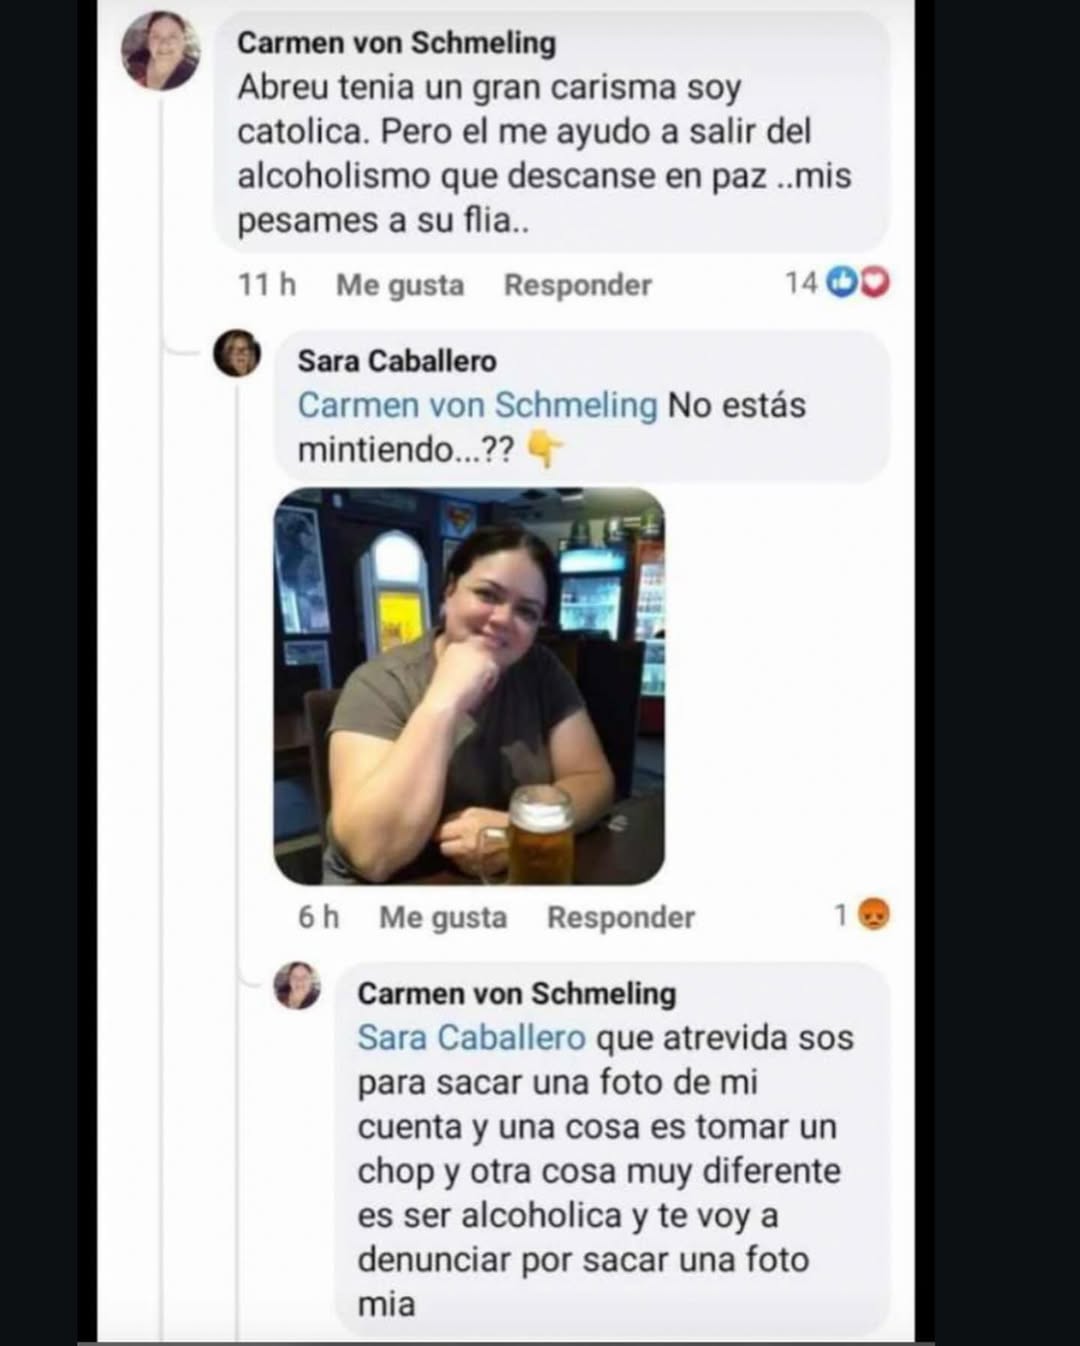 Carmen von Schmeling
Abreu tenia un gran carisma soy
catolica. Pero el me ayudo a salir del
alcoholismo que descanse en paz ..mis
pesames a su flia..
11 h Me gusta Responder 14
Sara Caballero
Carmen von Schmeling No estás
mintiendo...??
6 h Me gusta Responder 1
Carmen von Schmeling
Sara Caballero que atrevida sos
para sacar una foto de mi
cuenta y una cosa es tomar un
chop y otra cosa muy diferente
es ser alcoholica y te voy a
denunciar por sacar una foto
mia